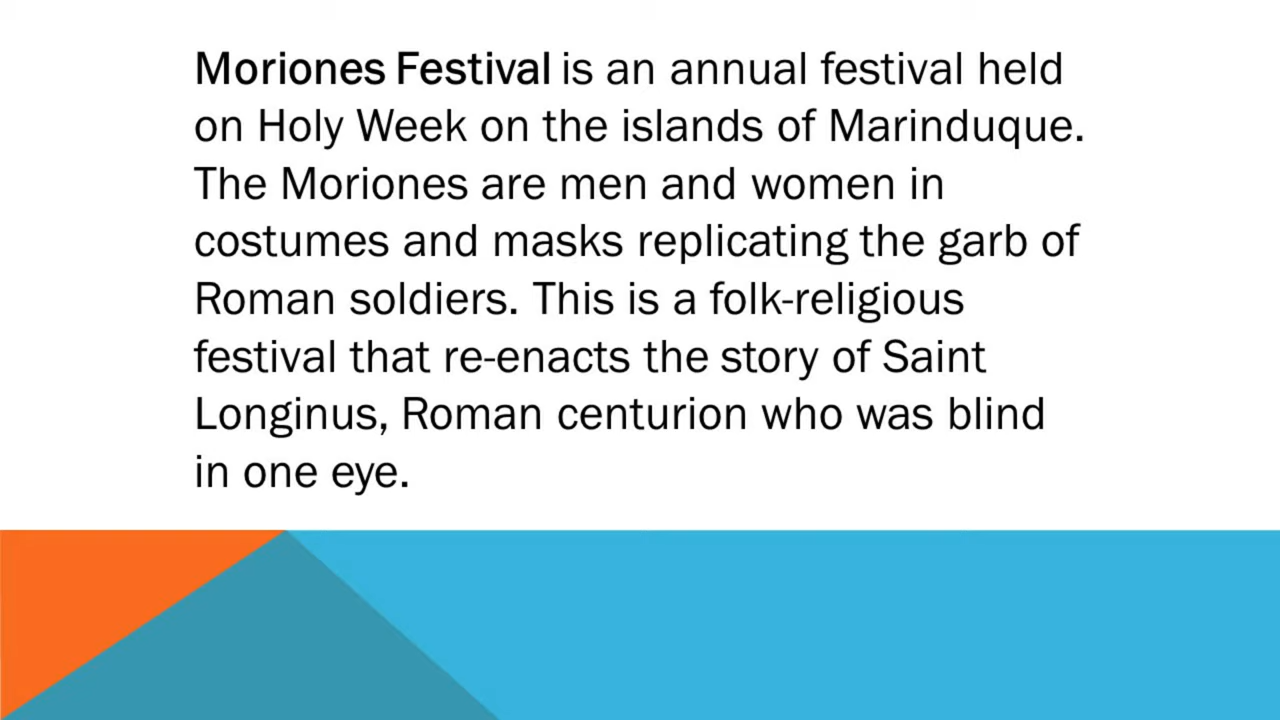 Moriones Festival is an annual festival held
on Holy Week on the islands of Marinduque.
The Moriones are men and women in
costumes and masks replicating the garb of
Roman soldiers. This is a folk-religious
festival that re-enacts the story of Saint
Longinus, Roman centurion who was blind
in one eye.